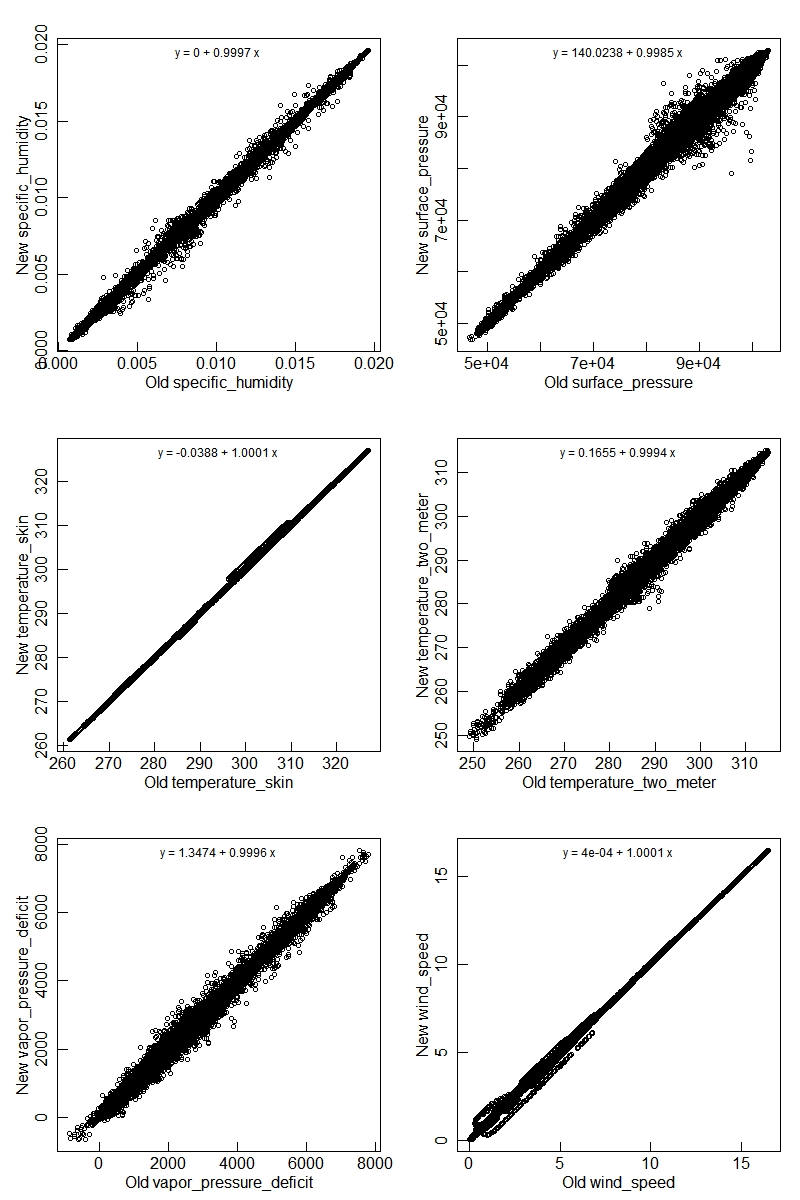 y = 0 + 0.9997 x
New specific_humidity
0.000 0.005 0.010 0.015 0.020
0.000 0.005 0.010 0.015 0.020
Old specific_humidity
y = 140.0238 + 0.9985 x
New surface_pressure
5e+04 7e+04 9e+04
5e+04 7e+04 9e+04
Old surface_pressure
y = -0.0388 + 1.0001 x
New temperature_skin
260 270 280 290 300 310 320
260 270 280 290 300 310 320
Old temperature_skin
y = 0.1655 + 0.9994 x
New temperature_two_meter
250 260 270 280 290 300 310
250 260 270 280 290 300 310
Old temperature_two_meter
y = 1.3474 + 0.9996 x
New vapor_pressure_deficit
0 2000 4000 6000 8000
0 2000 4000 6000 8000
Old vapor_pressure_deficit
y = 4e-04 + 1.0001 x
New wind_speed
0 5 10 15
0 5 10 15
Old wind_speed